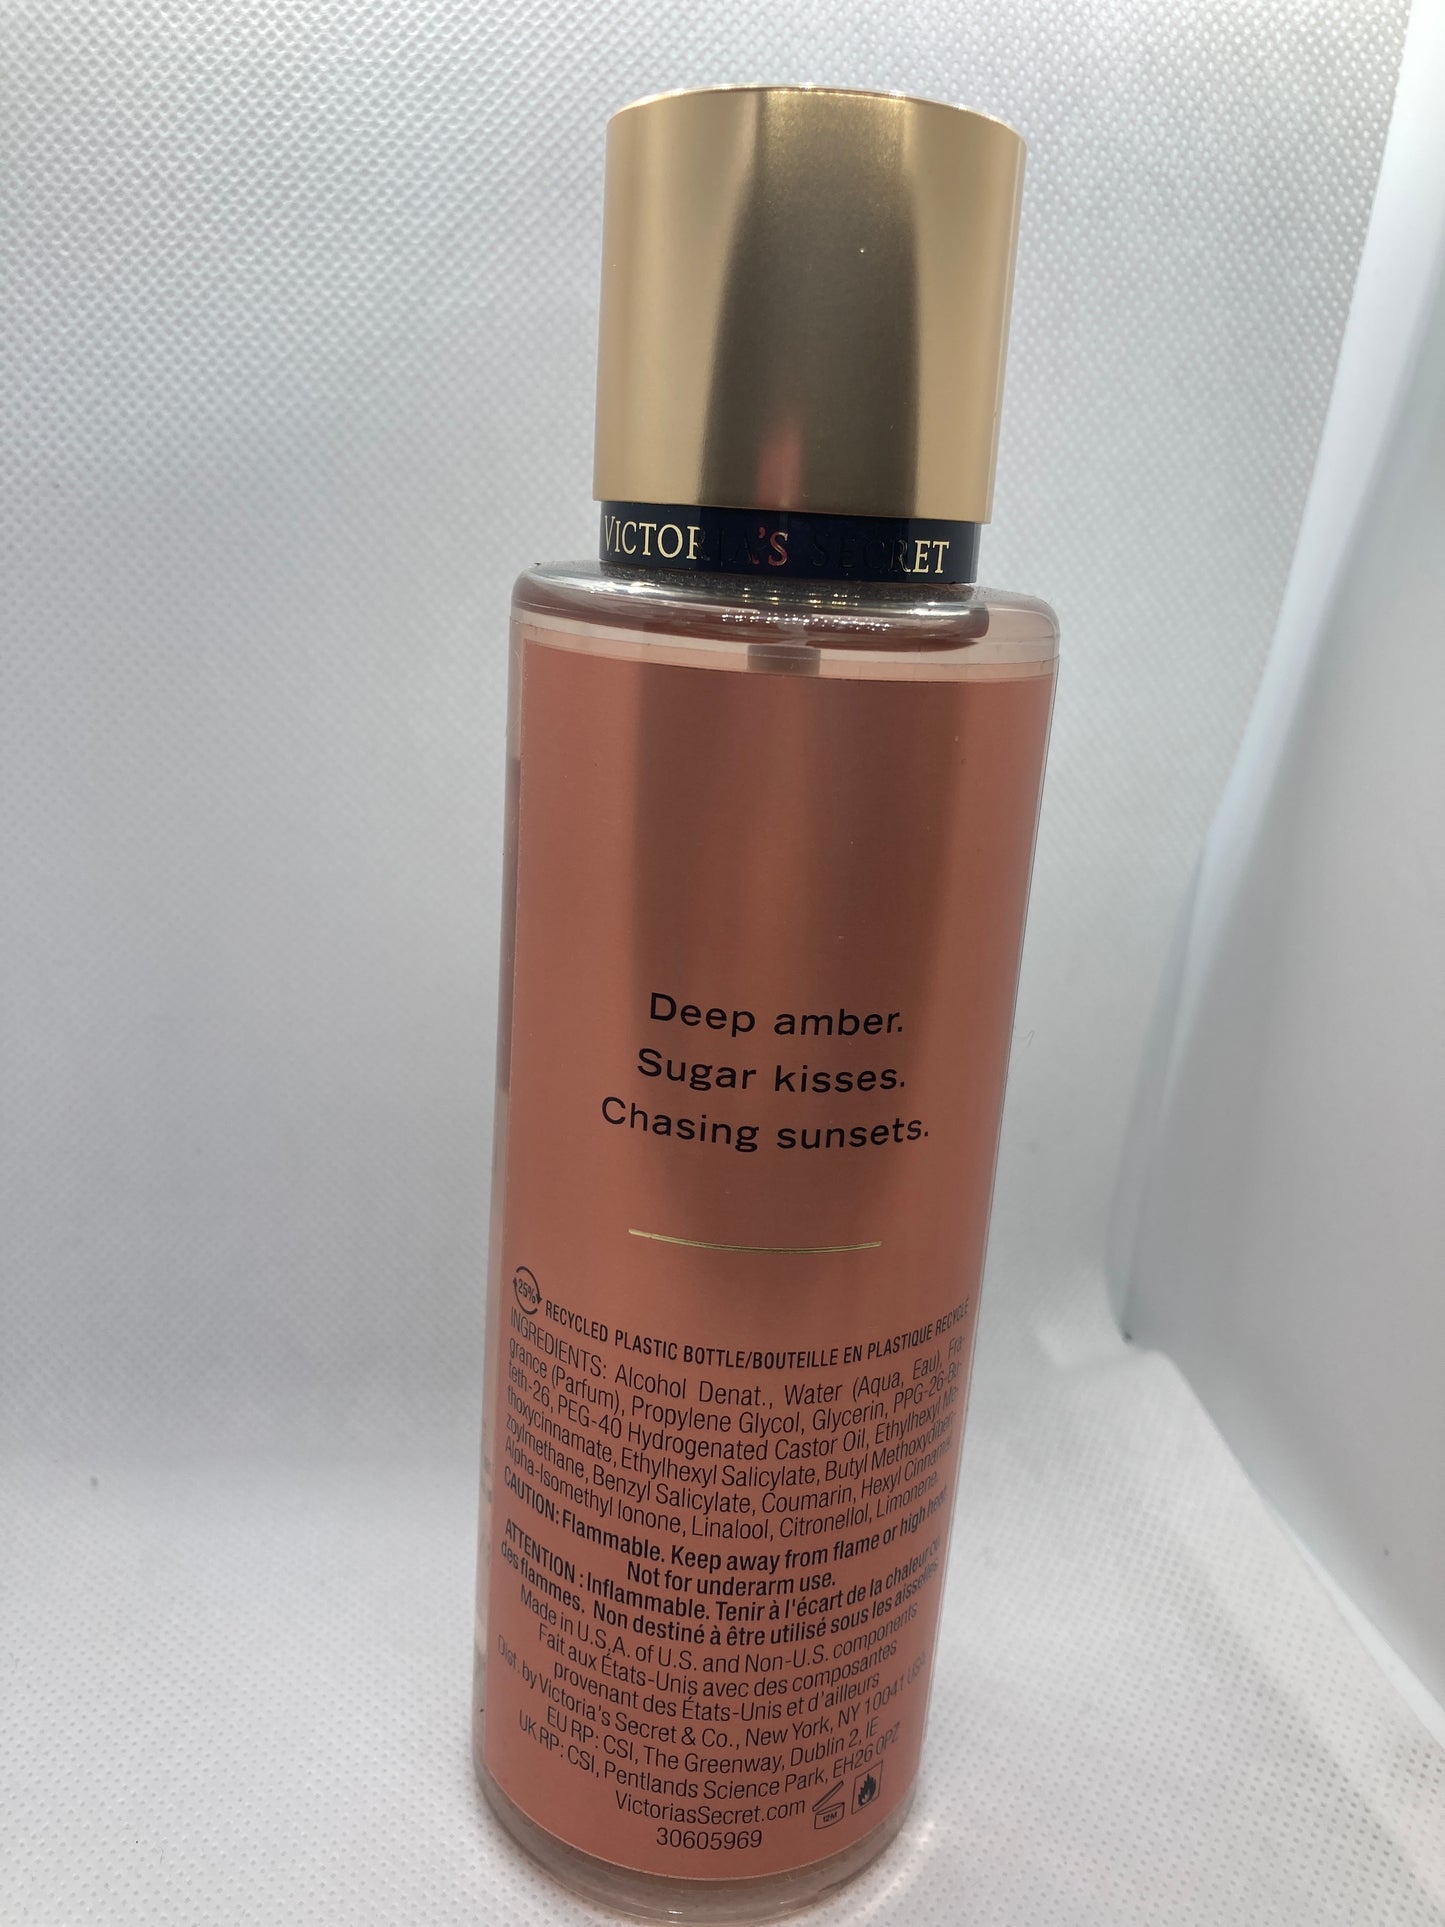 VICTORIA'S SECRET
Deep amber.
Sugar kisses.
Chasing sunsets.
25% RECYCLED PLASTIC BOTTLE/BOUTEILLE EN PLASTIQUE RECYCLÉ
INGREDIENTS: Alcohol Denat., Water (Aqua, Eau), Fra-
grance (Parfum), Propylene Glycol, Glycerin, PPG-26-Bu-
teth-26, PEG-40 Hydrogenated Castor Oil, Ethylhexyl Me-
thoxycinnamate, Ethylhexyl Salicylate, Butyl Methoxydiben-
zoylmethane, Benzyl Salicylate, Coumarin, Hexyl Cinnamal,
Alpha-Isomethyl Ionone, Linalool, Citronellol, Limonene.
CAUTION: Flammable. Keep away from flame or high heat.
Not for underarm use.
ATTENTION : Inflammable. Tenir à l'écart de la chaleur ou
des flammes. Non destiné à être utilisé sous les aisselles.
Made in U.S.A. of U.S. and Non-U.S. components
Fait aux États-Unis avec des composantes
provenant des États-Unis et d'ailleurs
Dist. by Victoria's Secret & Co., New York, NY 10041 USA
EU RP: CSI, The Greenway, Dublin 2, IE
UK RP: CSI, Pentlands Science Park, EH26 0PZ
VictoriasSecret.com 12M
30605969